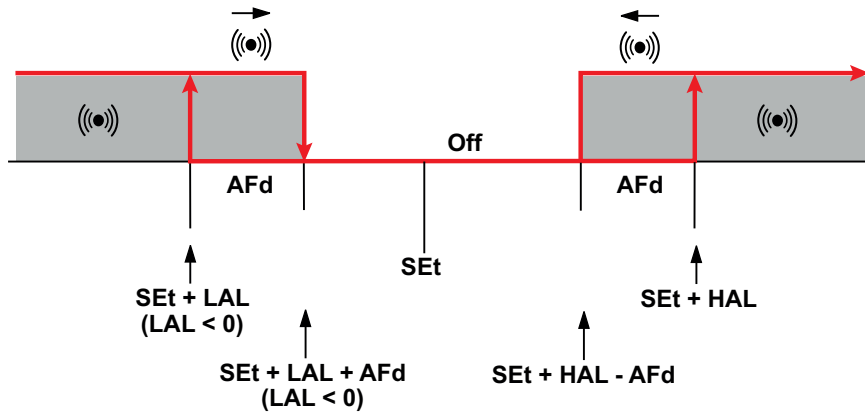 Off
AFd
AFd
SEt
SEt + LAL
(LAL < 0)
SEt + HAL
SEt + LAL + AFd
(LAL < 0)
SEt + HAL - AFd